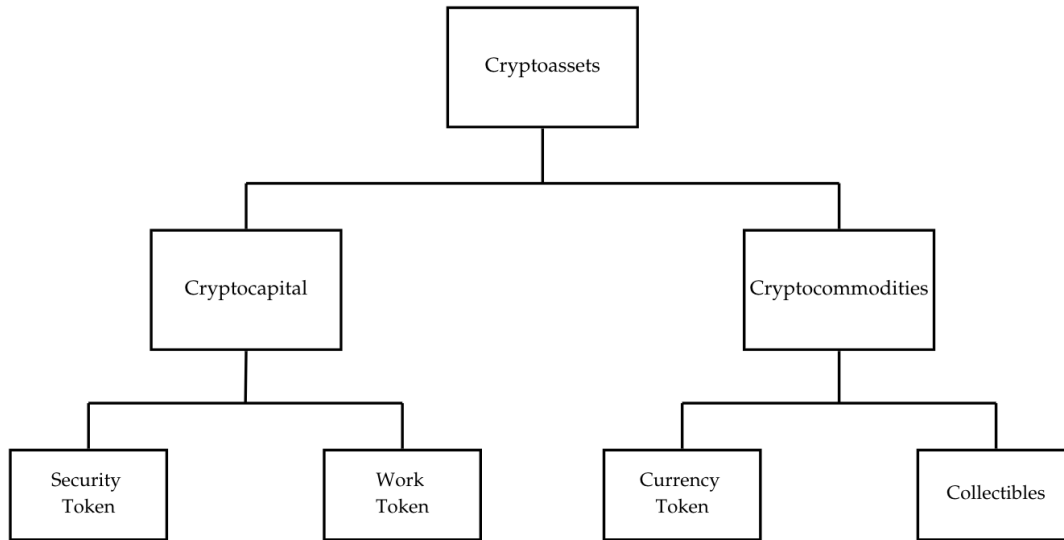 Cryptoassets
Cryptocapital
Cryptocommodities
Security
Token
Work
Token
Currency
Token
Collectibles